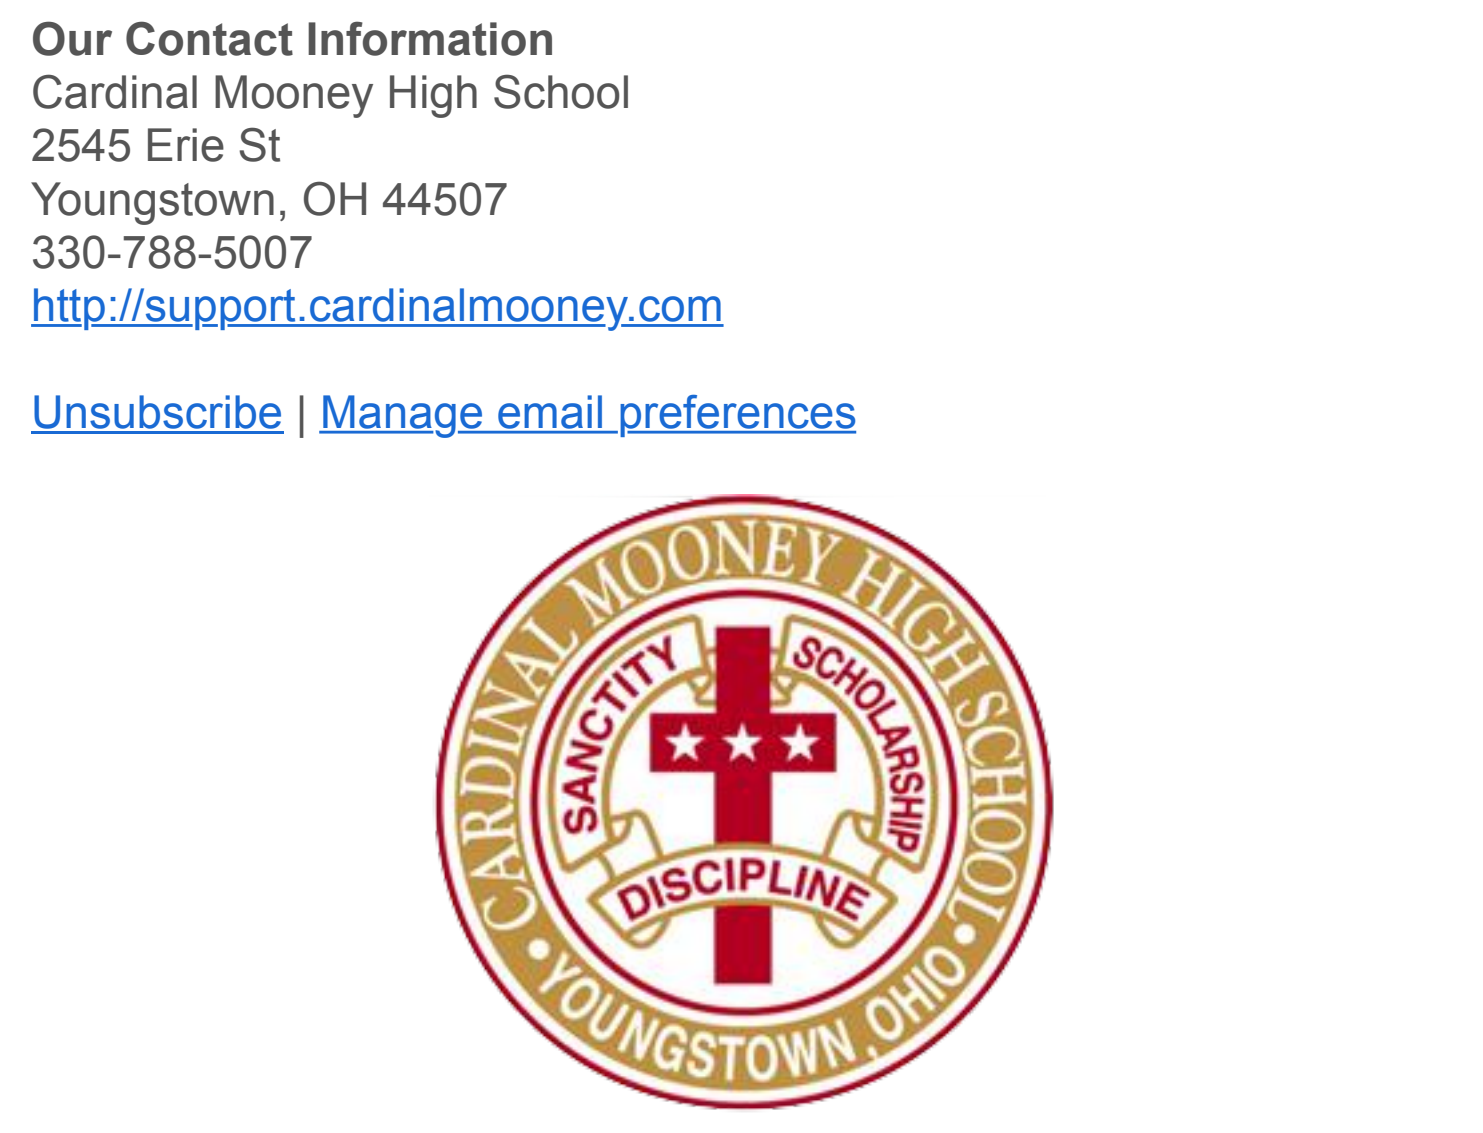 Our Contact Information
Cardinal Mooney High School
2545 Erie St
Youngstown, OH 44507
330-788-5007
http://support.cardinalmooney.com
Unsubscribe | Manage email preferences
CARDINAL MOONEY HIGH SCHOOL
SANCTITY
SCHOLARSHIP
DISCIPLINE
• YOUNGSTOWN, OHIO •